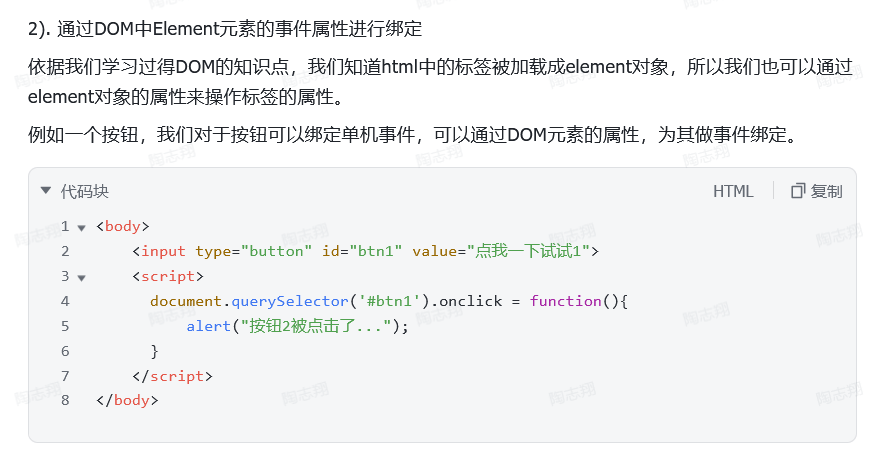 2). 通过DOM中Element元素的事件属性进行绑定
依据我们学习过得DOM的知识点，我们知道html中的标签被加载成element对象，所以我们也可以通过
element对象的属性来操作标签的属性。
例如一个按钮，我们对于按钮可以绑定单机事件，可以通过DOM元素的属性，为其做事件绑定。
代码块 HTML 复制
1 <body>
2     <input type="button" id="btn1" value="点我一下试试1">
3     <script>
4       document.querySelector('#btn1').onclick = function(){
5           alert("按钮2被点击了...");
6       }
7     </script>
8 </body>
陶志翔